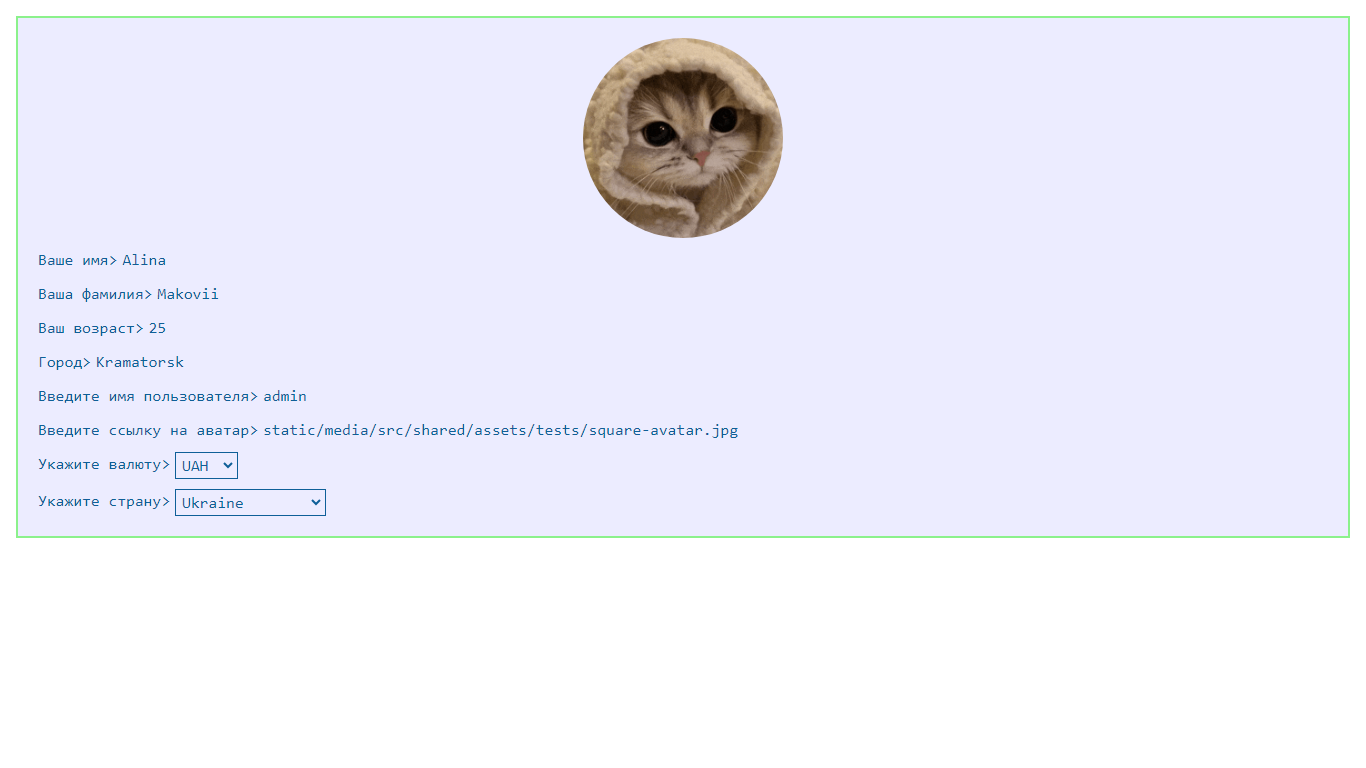 Ваше имя> Alina
Ваша фамилия> Makovii
Ваш возраст> 25
Город> Kramatorsk
Введите имя пользователя> admin
Введите ссылку на аватар> static/media/src/shared/assets/tests/square-avatar.jpg
Укажите валюту> UAH
Укажите страну> Ukraine